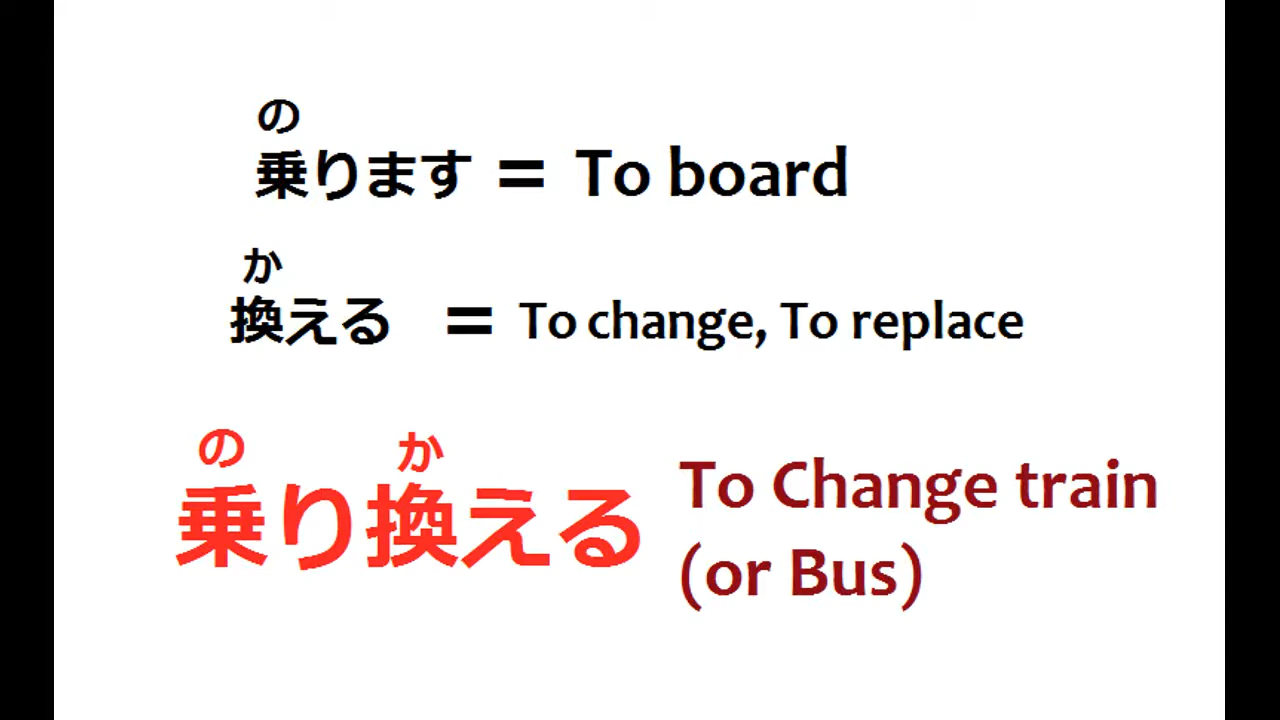 の
乗ります = To board
か
換える = To change, To replace
の か
乗り換える To Change train
(or Bus)